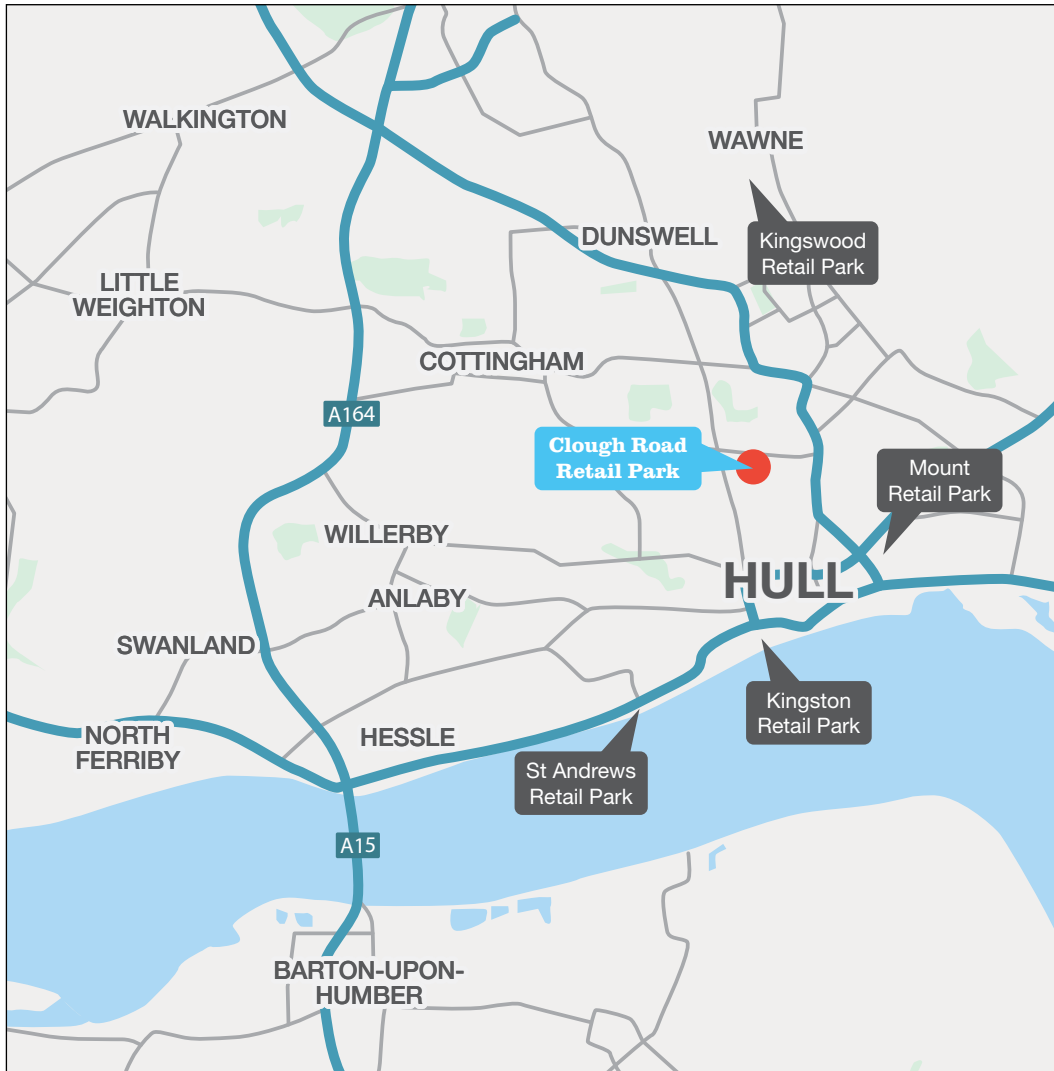 WALKINGTON
WAWNE
DUNSWELL
Kingswood
Retail Park
LITTLE
WEIGHTON
COTTINGHAM
A164
Clough Road
Retail Park
Mount
Retail Park
WILLERBY
HULL
ANLABY
SWANLAND
Kingston
Retail Park
NORTH
FERRIBY
HESSLE
St Andrews
Retail Park
A15
BARTON-UPON-
HUMBER